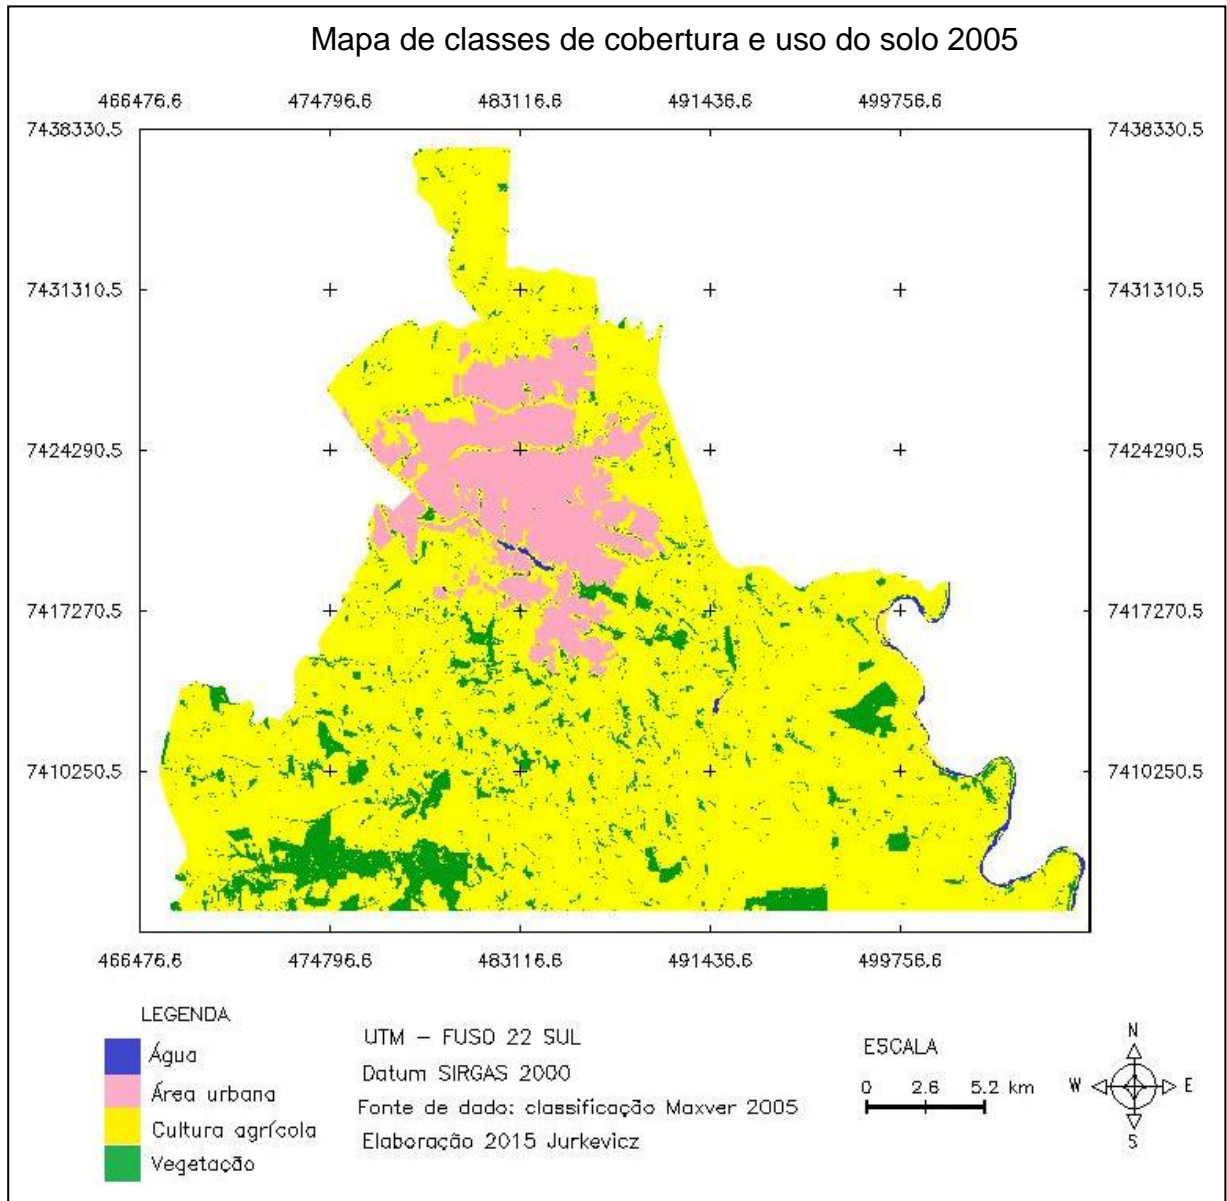 Mapa de classes de cobertura e uso do solo 2005
466476.6 474796.6 483116.6 491436.6 499756.6
7438330.5 7438330.5
7431310.5 7431310.5
7424290.5 7424290.5
7417270.5 7417270.5
7410250.5 7410250.5
466476.6 474796.6 483116.6 491436.6 499756.6
LEGENDA
Água
Área urbana
Cultura agrícola
Vegetação
UTM – FUSO 22 SUL
Datum SIRGAS 2000
Fonte de dado: classificação Maxver 2005
Elaboração 2015 Jurkevicz
ESCALA
0 2.6 5.2 km
N
W E
S